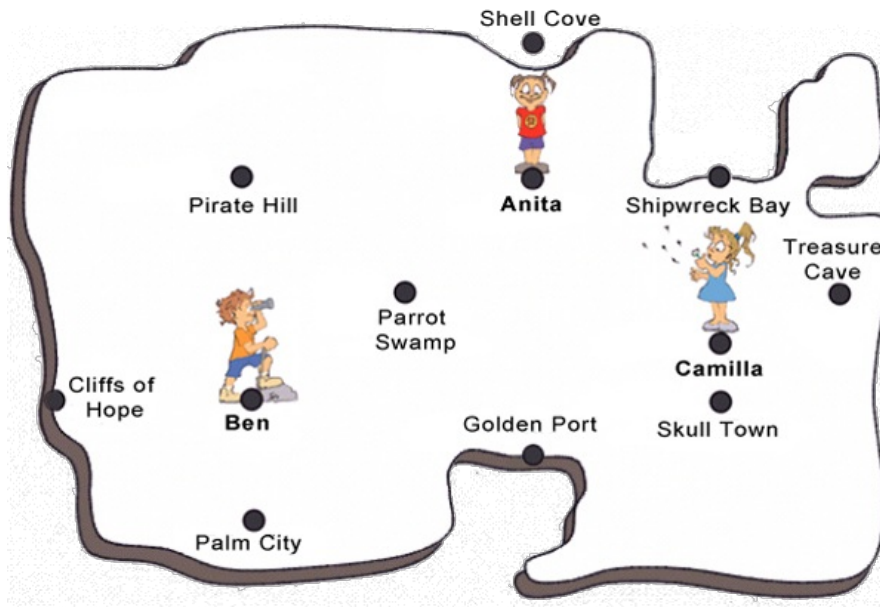 Shell Cove
Pirate Hill
Anita
Shipwreck Bay
Treasure
Cave
Parrot
Swamp
Camilla
Cliffs of
Hope
Ben
Golden Port
Skull Town
Palm City